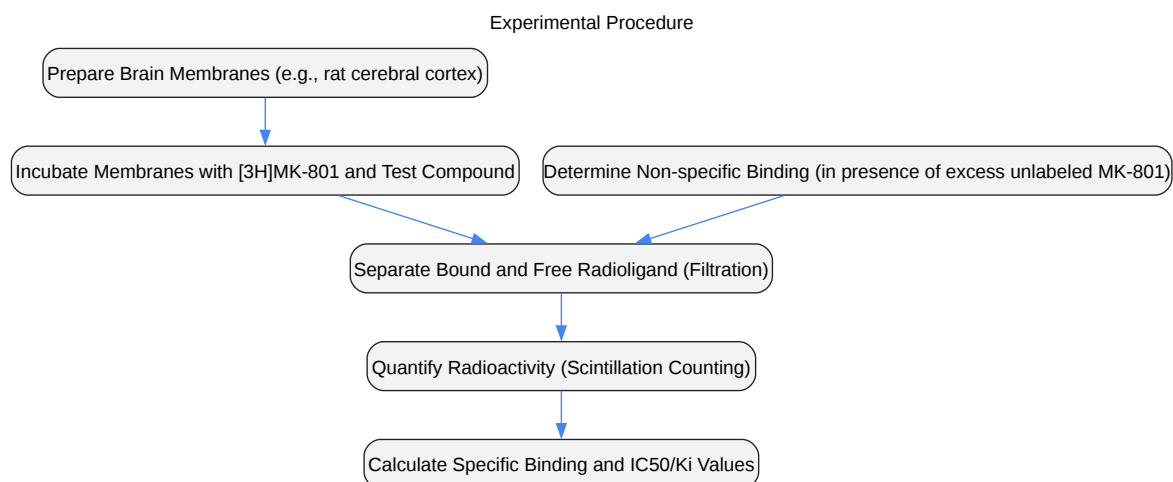 Experimental Procedure
Prepare Brain Membranes (e.g., rat cerebral cortex)
Incubate Membranes with [3H]MK-801 and Test Compound
Determine Non-specific Binding (in presence of excess unlabeled MK-801)
Separate Bound and Free Radioligand (Filtration)
Quantify Radioactivity (Scintillation Counting)
Calculate Specific Binding and IC50/Ki Values